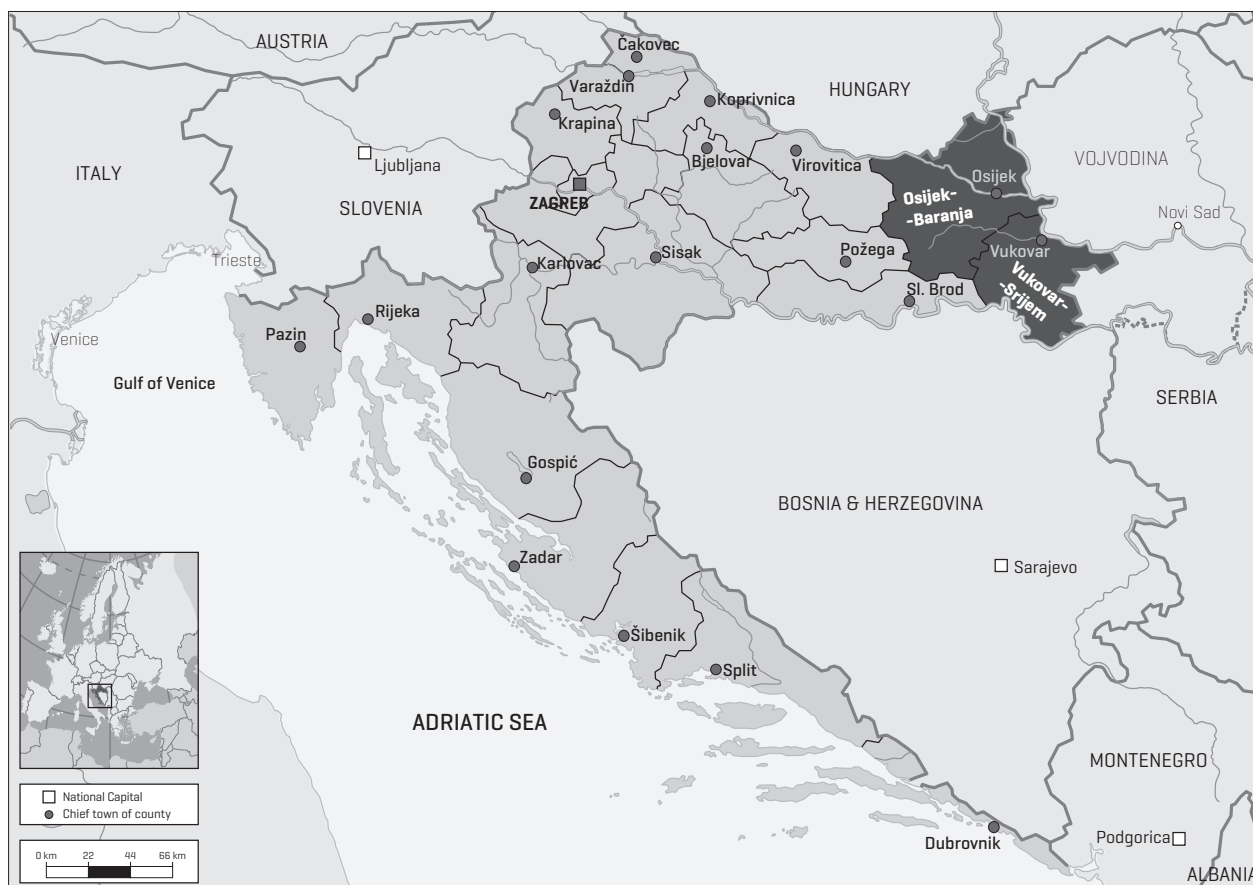 AUSTRIA
Čakovec
Varaždin
Koprivnica
HUNGARY
Krapina
Ljubljana
Bjelovar
Virovitica
VOJVODINA
ITALY
SLOVENIA
ZAGREB
Osijek
Osijek-
-Baranja
Novi Sad
Trieste
Karlovac
Sisak
Požega
Vukovar
Vukovar-
-Srijem
Sl. Brod
Rijeka
Pazin
Venice
Gulf of Venice
SERBIA
Gospić
BOSNIA & HERZEGOVINA
Zadar
Sarajevo
Šibenik
Split
ADRIATIC SEA
MONTENEGRO
National Capital
Chief town of county
Dubrovnik
Podgorica
0 km 22 44 66 km
ALBANIA